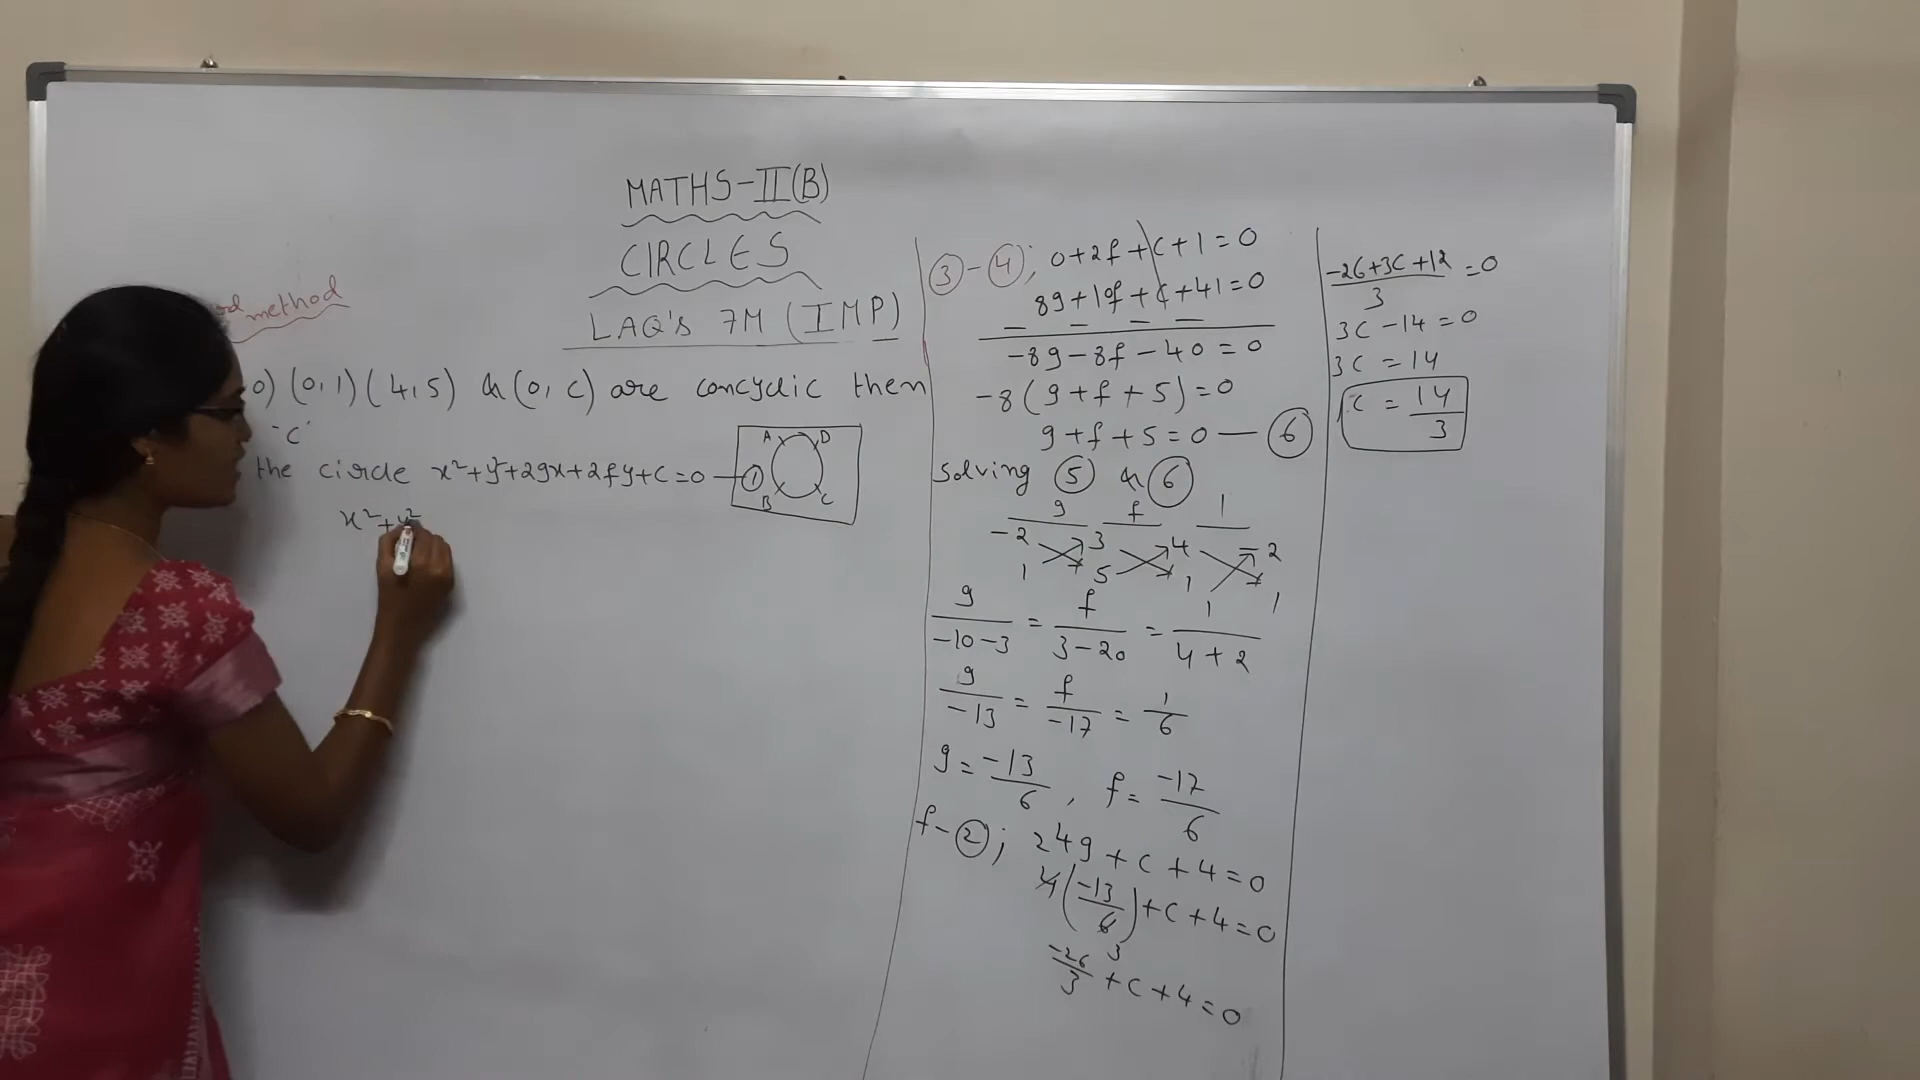 MATHS-II(B)
CIRCLES
LAQ'S 7M (IMP)
method
0) (0,1) (4,5) & (0, c) are concyclic then
'c'
the circle x²+y²+2gx+2fy+c=0 — ①
A D
B C
x²+y²
③-④; 0+2f+c+1=0
8g+10f+c+41=0
— — — —
-8g-8f-40=0
-8(g+f+5)=0
g+f+5=0 — ⑥
Solving ⑤ & ⑥
g f 1
-2 3 4 -2
1 5 1 1
g/(-10-3) = f/(3-20) = 1/(4+2)
g/-13 = f/-17 = 1/6
g = -13/6, f = -17/6
f-②; 24g+c+4=0
4(-13/6)+c+4=0
3
-26/3+c+4=0
(-26+3c+12)/3=0
3c-14=0
3c=14
c=14/3